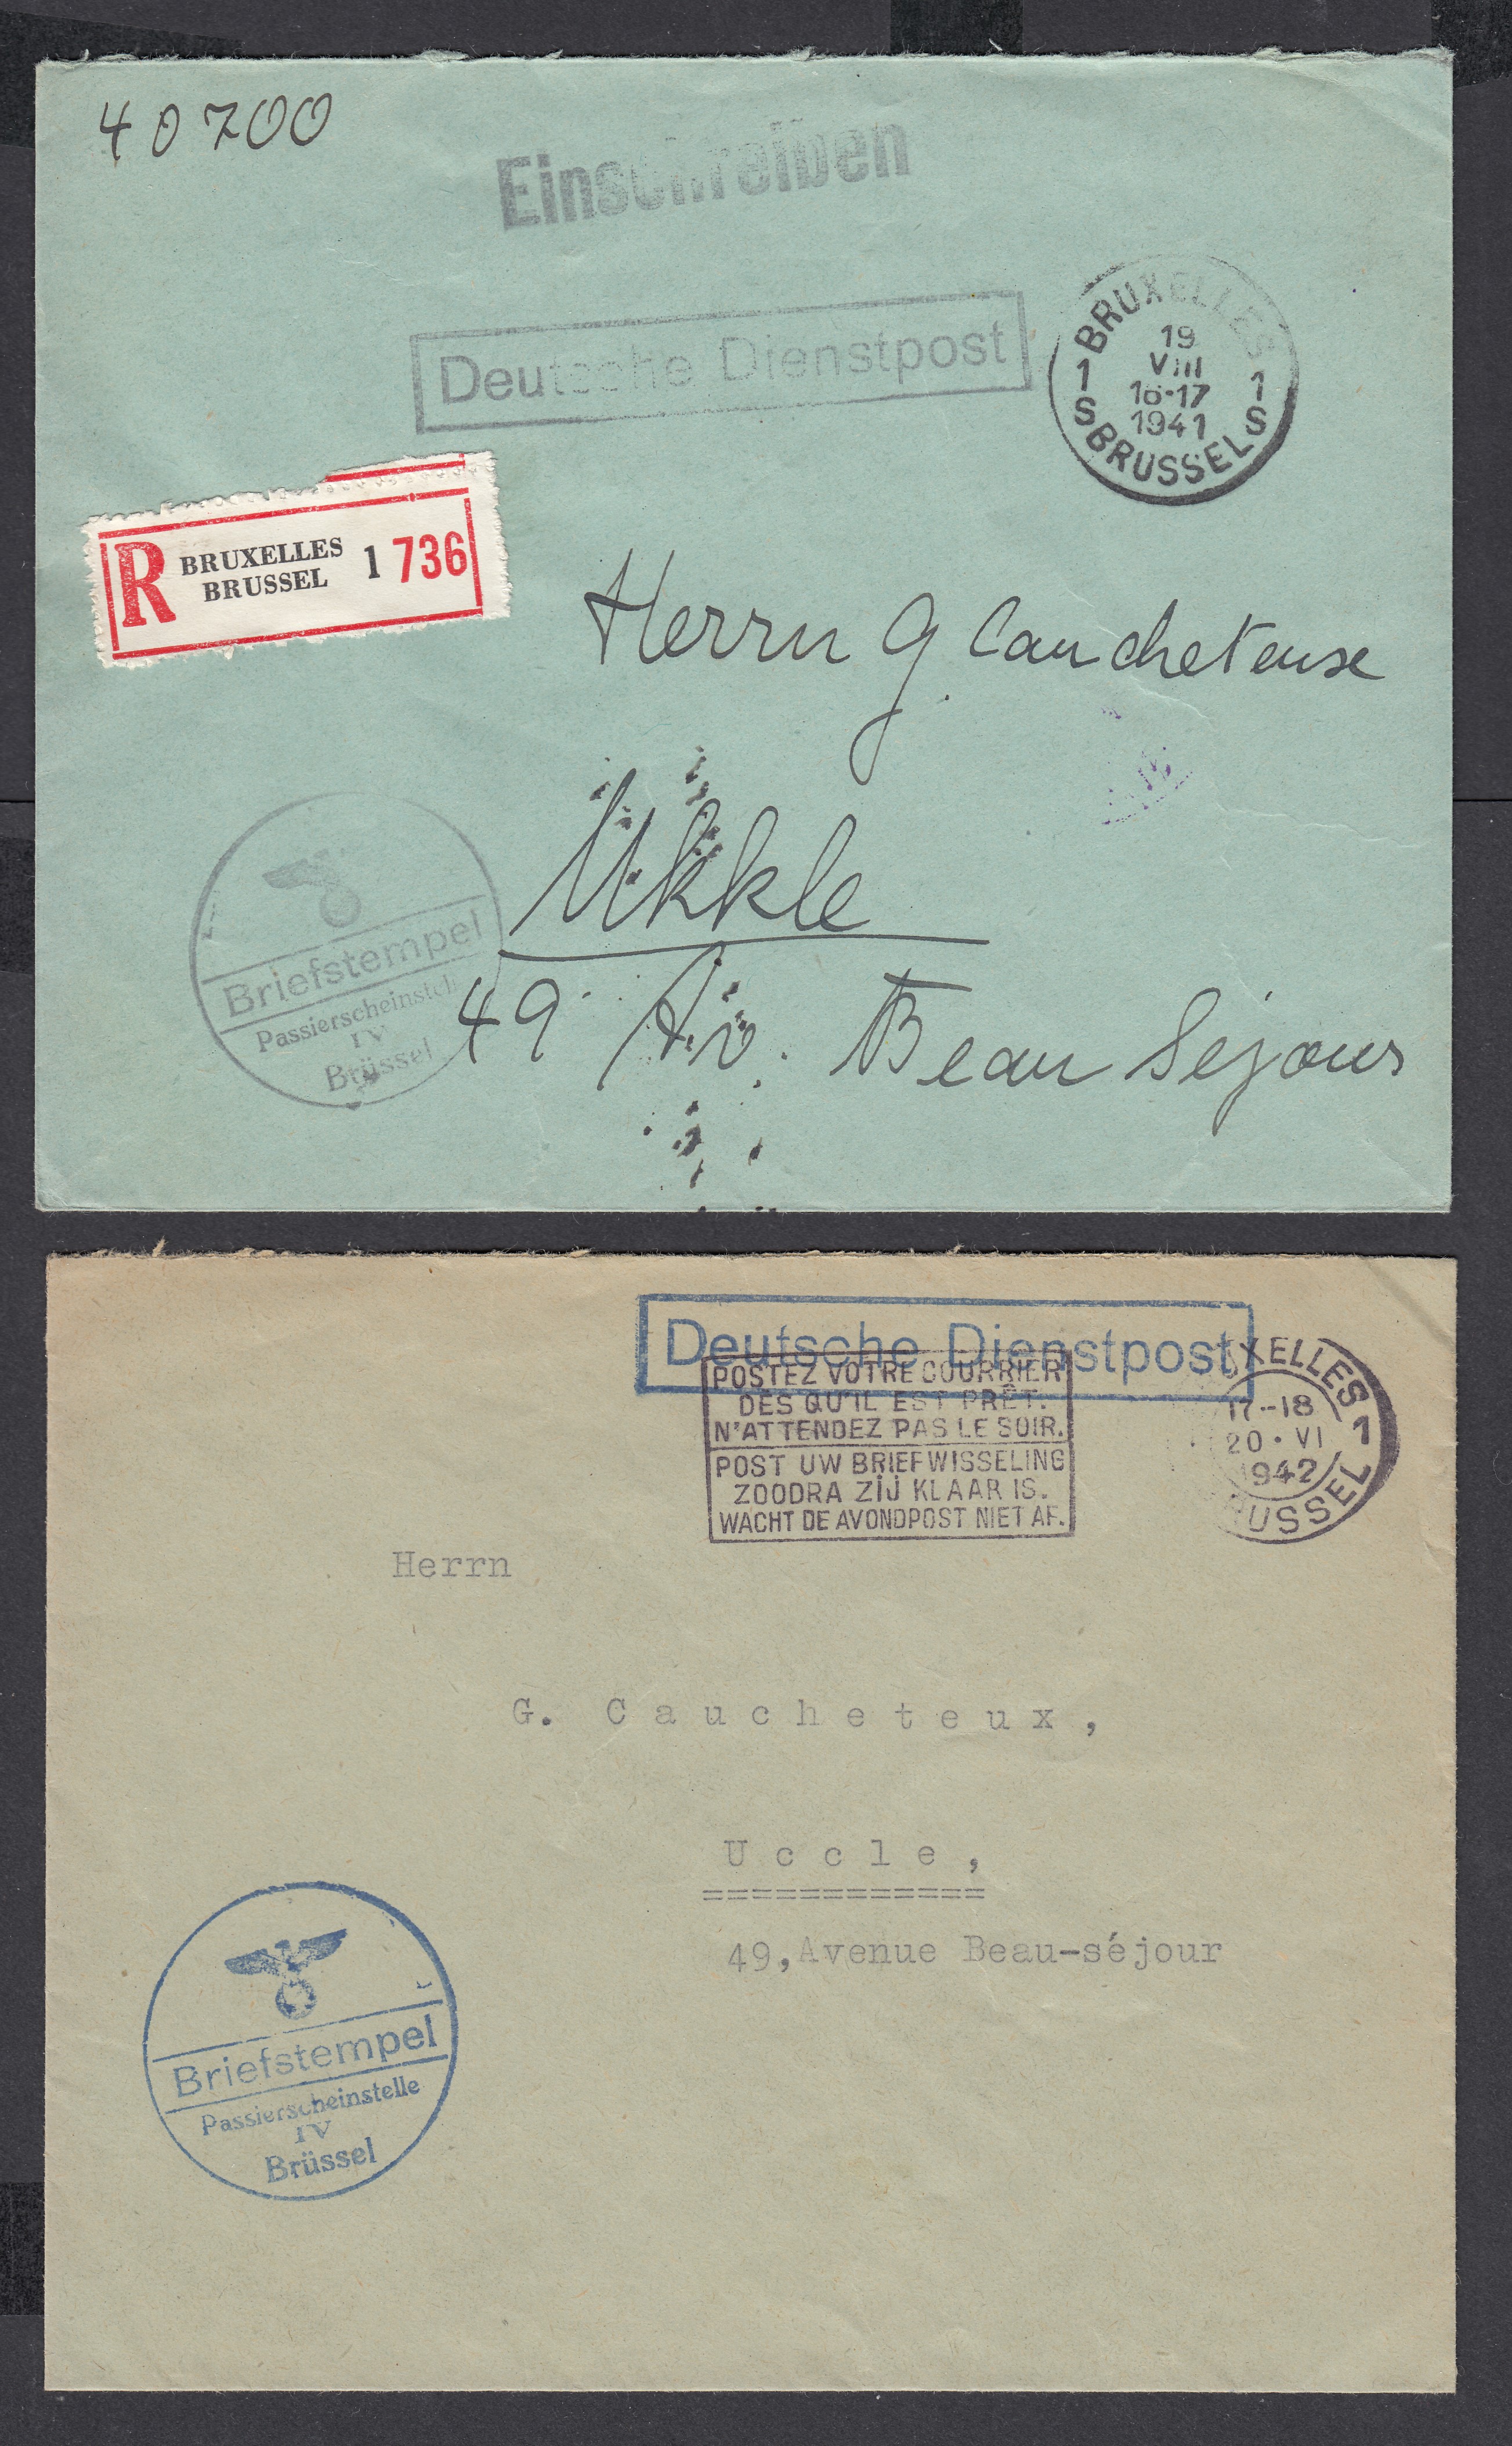 40700
Einschreiben
Deutsche Dienstpost
BRUXELLES
19
VIII
16-17
1941
1 1
S S
BRUSSEL
R BRUXELLES
BRUSSEL 1 736
Herrn G Caucheteuse
Ukkle
49 Av. Beau Sejour
Briefstempel
Passierscheinstelle
IV
Brüssel
Deutsche Dienstpost
POSTEZ VOTRE COURRIER
DES QU'IL EST PRÊT.
N'ATTENDEZ PAS LE SOIR.
POST UW BRIEFWISSELING
ZOODRA ZIJ KLAAR IS.
WACHT DE AVONDPOST NIET AF.
UXELLES 1
17-18
20·VI
1942
RUSSEL
Herrn
G. Caucheteux,
Uccle,
============
49,Avenue Beau-séjour
Briefstempel
Passierscheinstelle
IV
Brüssel